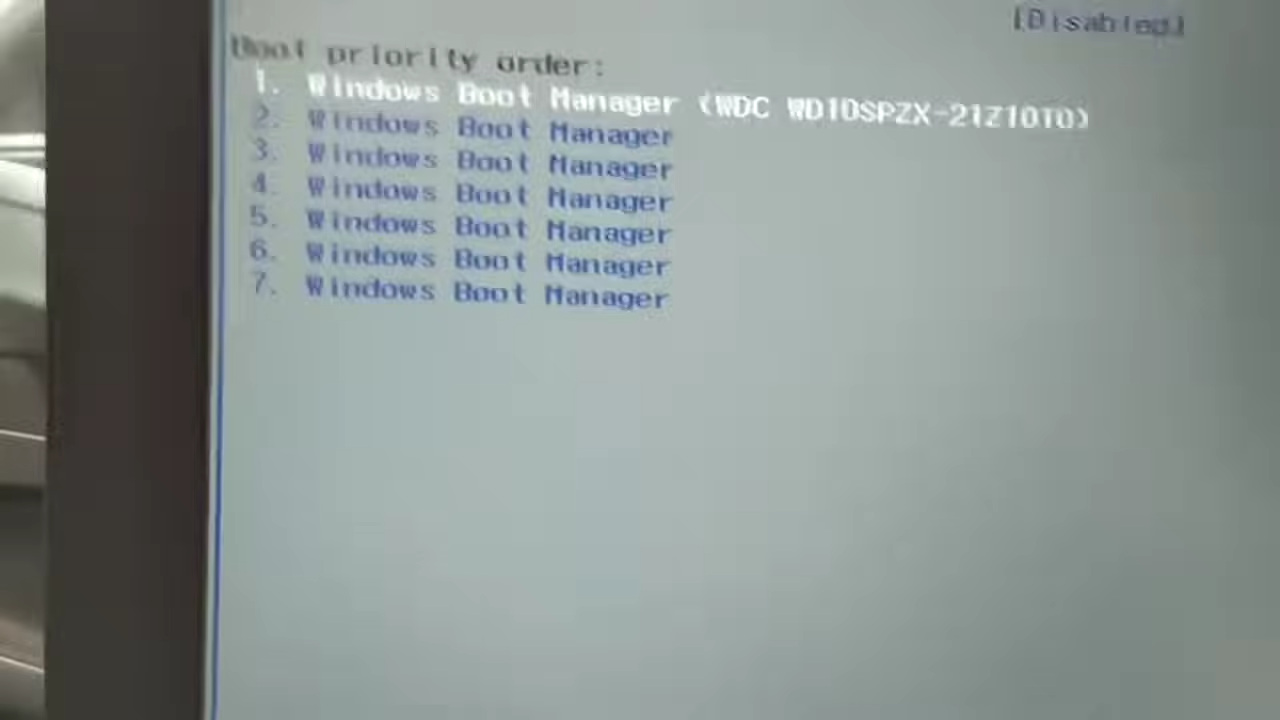 [Disabled]
Boot priority order:
1. Windows Boot Manager (WDC WD10SPZX-21Z10T0)
2. Windows Boot Manager
3. Windows Boot Manager
4. Windows Boot Manager
5. Windows Boot Manager
6. Windows Boot Manager
7. Windows Boot Manager